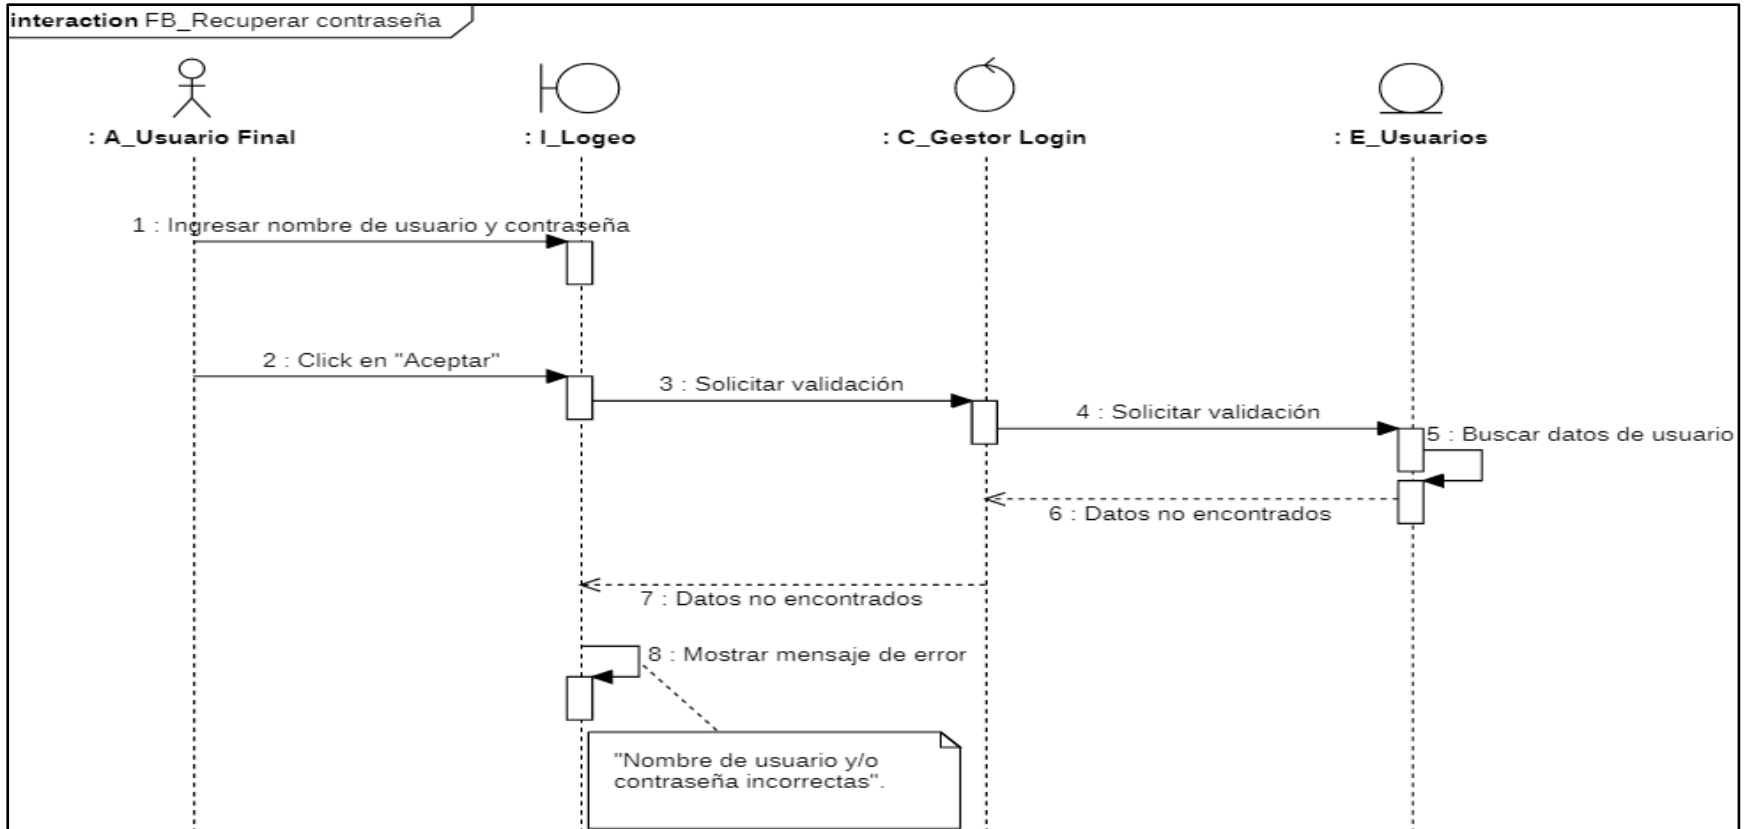 interaction FB_Recuperar contraseña
: A_Usuario Final
: I_Logeo
: C_Gestor Login
: E_Usuarios
1 : Ingresar nombre de usuario y contraseña
2 : Click en "Aceptar"
3 : Solicitar validación
4 : Solicitar validación
5 : Buscar datos de usuario
6 : Datos no encontrados
7 : Datos no encontrados
8 : Mostrar mensaje de error
"Nombre de usuario y/o
contraseña incorrectas".